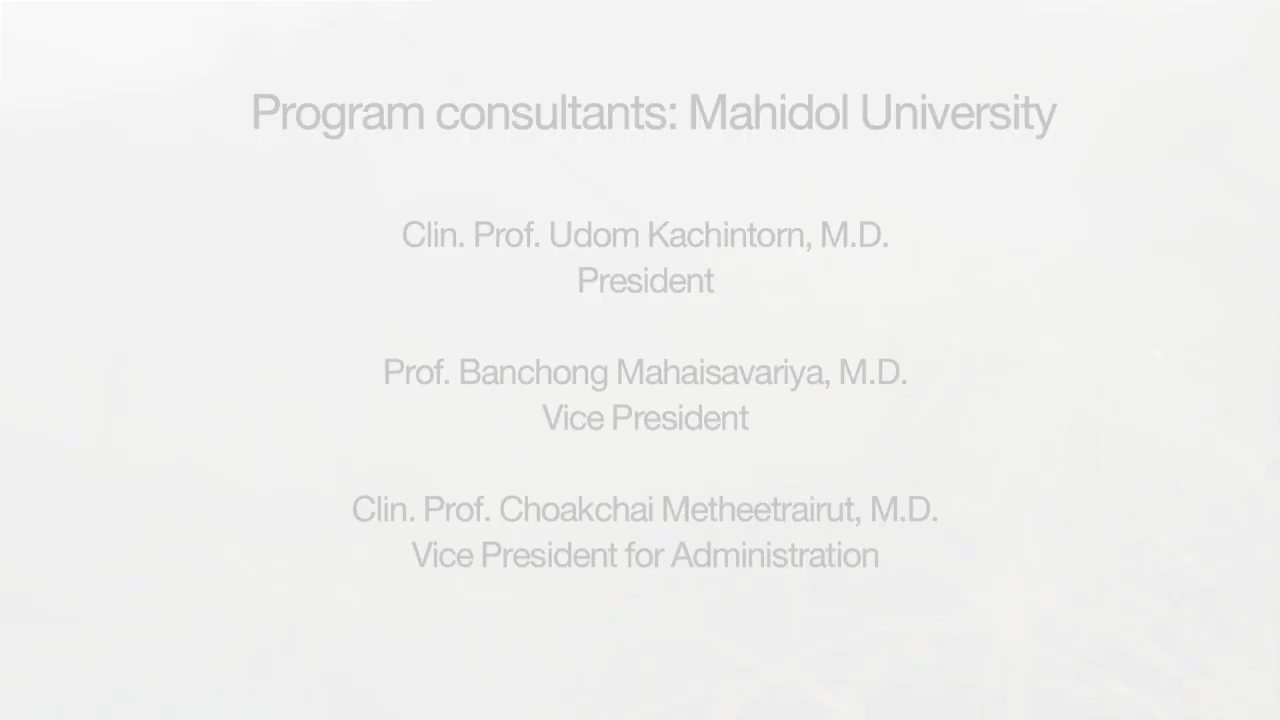 Program consultants: Mahidol University
Clin. Prof. Udom Kachintorn, M.D.
President
Prof. Banchong Mahaisavariya, M.D.
Vice President
Clin. Prof. Choakchai Metheetrairut, M.D.
Vice President for Administration